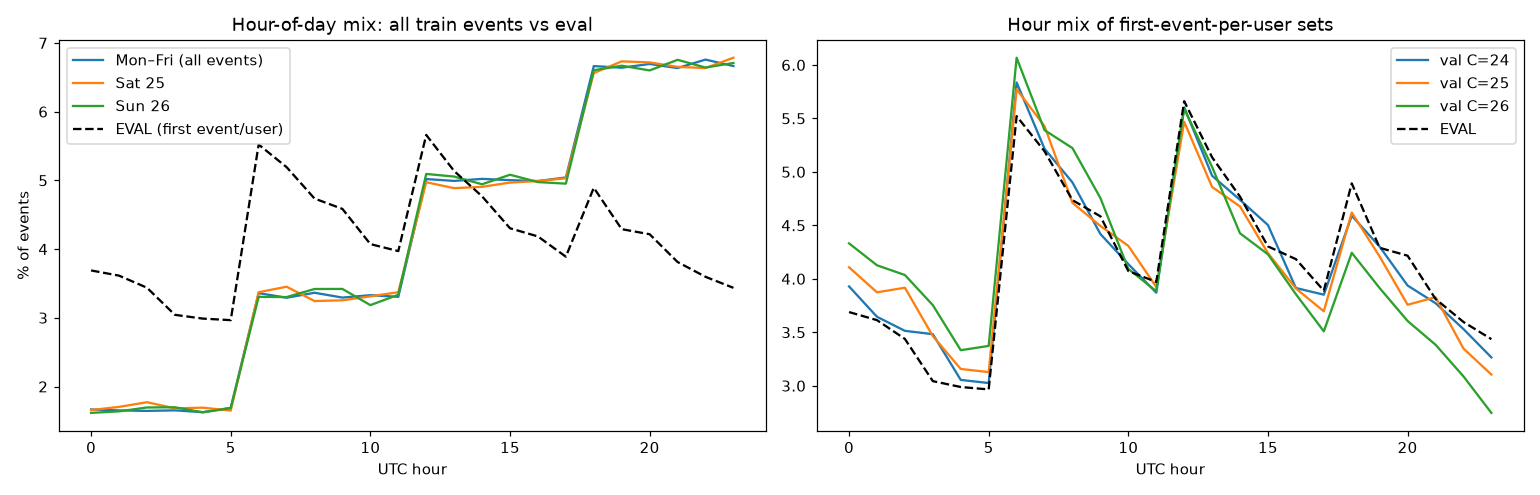 Hour-of-day mix: all train events vs eval
7
6
5
4
3
2
% of events
Mon–Fri (all events)
Sat 25
Sun 26
EVAL (first event/user)
0 5 10 15 20
UTC hour
Hour mix of first-event-per-user sets
6.0
5.5
5.0
4.5
4.0
3.5
3.0
val C=24
val C=25
val C=26
EVAL
0 5 10 15 20
UTC hour